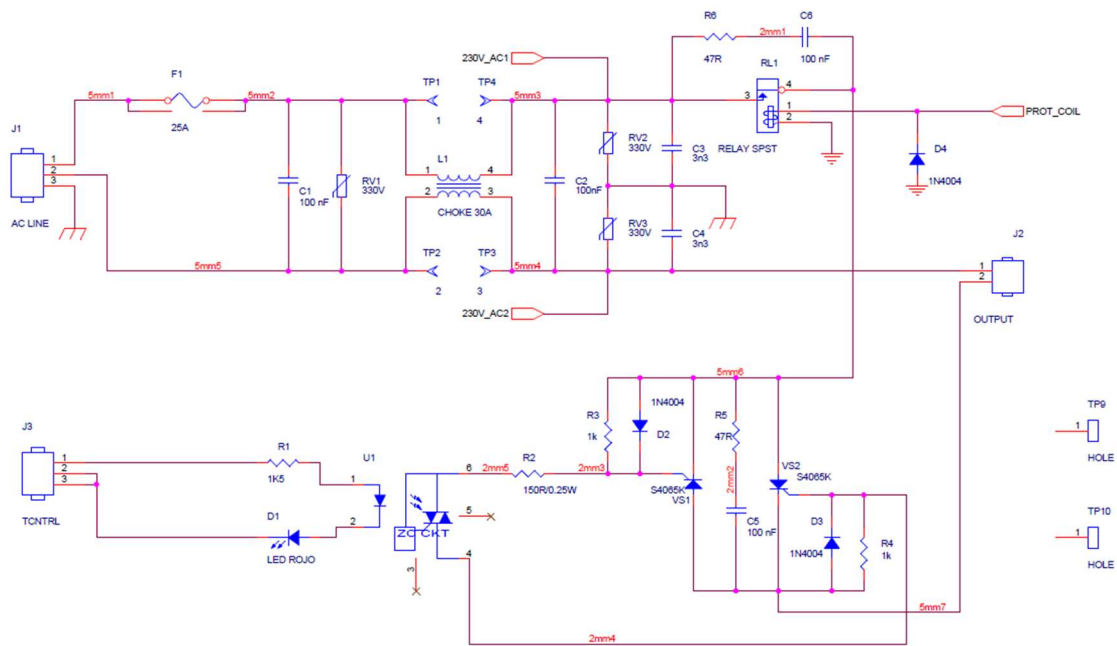 R6
C6
2mm1
47R
100 nF
230V_AC1
RL1
F1
TP1
TP4
4
5mm1
5mm2
5mm3
3
1
PROT_COIL
25A
1
4
2
J1
RV2
330V
C3
3n3
RELAY SPST
D4
1N4004
1
2
3
L1
1
4
2
3
C1
100 nF
RV1
330V
C2
100nF
CHOKE 30A
AC LINE
RV3
330V
C4
3n3
J2
TP2
TP3
5mm5
5mm4
1
2
2
3
230V_AC2
OUTPUT
5mm6
1N4004
R3
1k
D2
R5
47R
TP9
J3
R1
U1
1
HOLE
1
2
3
1K5
1
6
2mm5
R2
2mm3
VS2
S4065K
150R/0.25W
S4065K
VS1
2mm2
TCNTRL
D1
2
5
C5
100 nF
D3
TP10
LED ROJO
ZC CKT
1N4004
R4
1k
1
HOLE
4
3
5mm7
2mm4